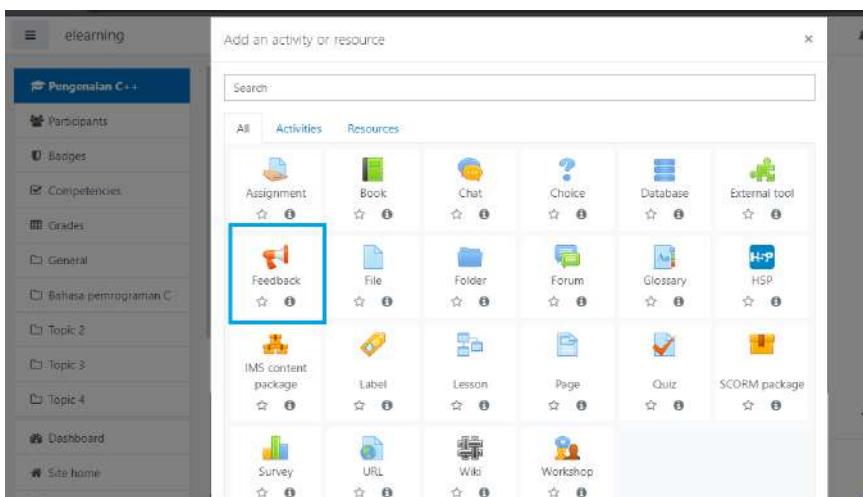 elearning
Add an activity or resource
×
Pengenalan C++
Participants
Badges
Competencies
Grades
General
Bahasa pemrograman C
Topic 2
Topic 3
Topic 4
Dashboard
Site home
Search
All Activities Resources
Assignment Book Chat Choice Database External tool
Feedback File Folder Forum Glossary H5P
IMS content
package Label Lesson Page Quiz SCORM package
Survey URL Wiki Workshop